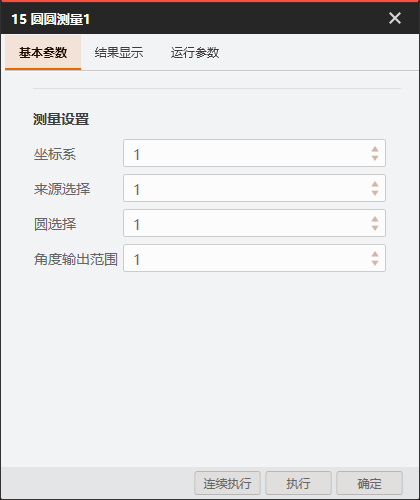 15 圆圆测量1
基本参数 结果显示 运行参数
测量设置
坐标系 1
来源选择 1
圆选择 1
角度输出范围 1
连续执行 执行 确定